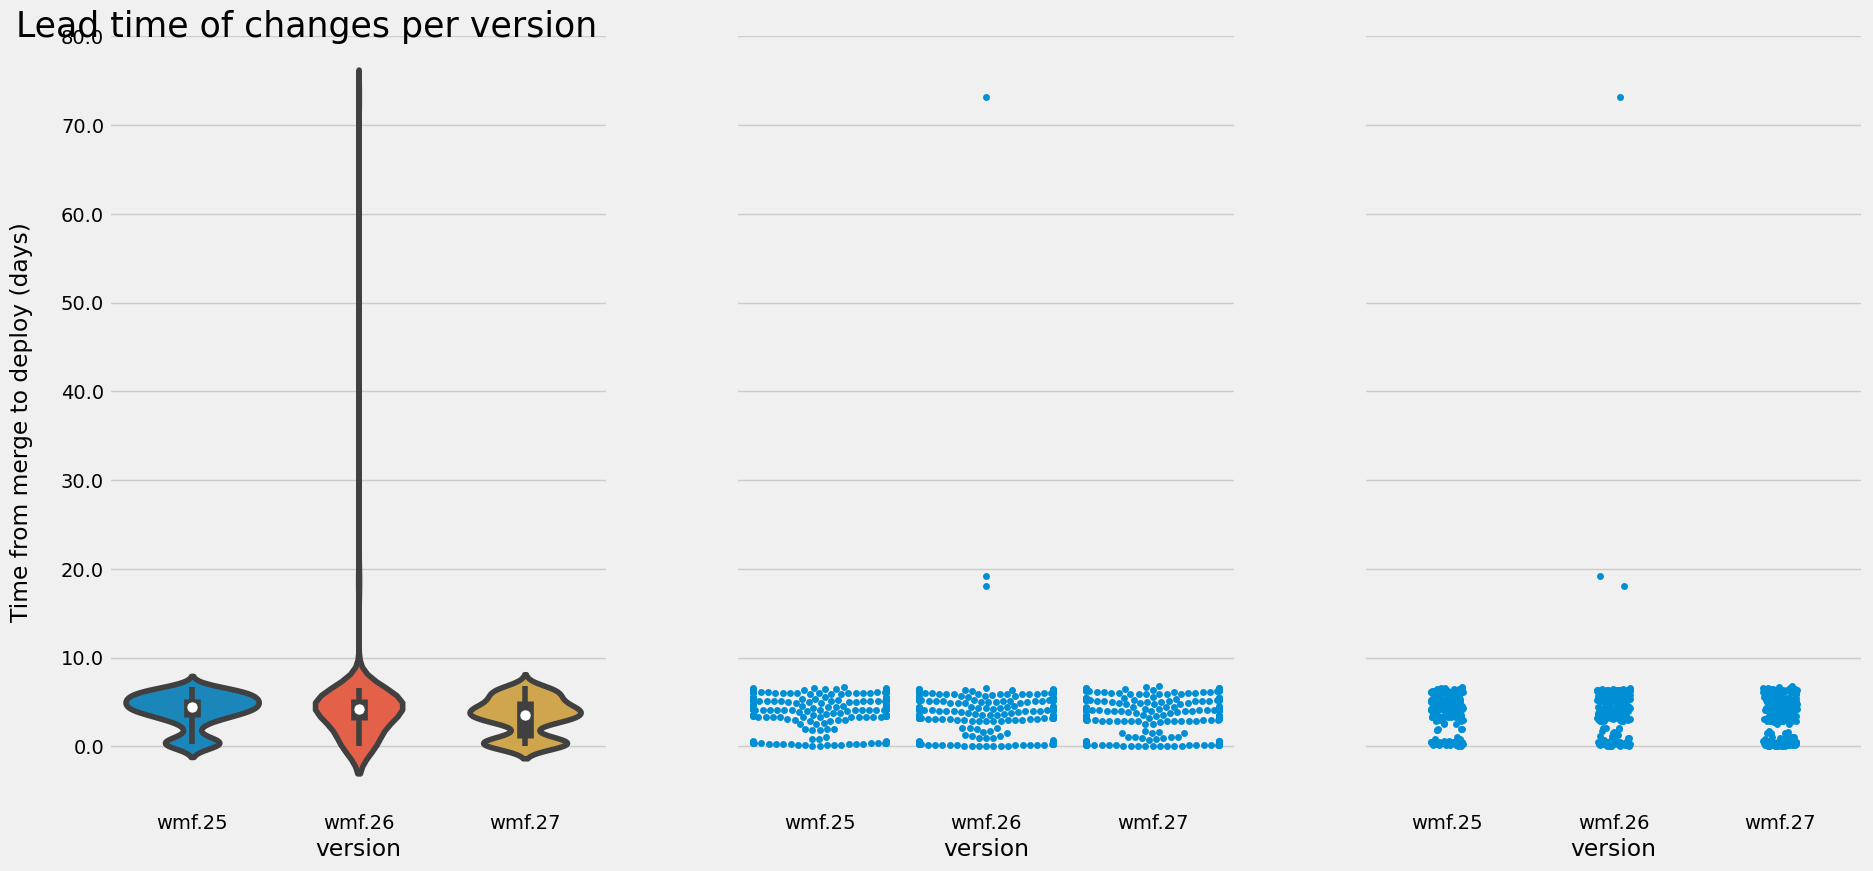 Lead time of changes per version
80.0
70.0
60.0
50.0
40.0
30.0
20.0
10.0
0.0
Time from merge to deploy (days)
wmf.25 wmf.26 wmf.27
version
wmf.25 wmf.26 wmf.27
version
wmf.25 wmf.26 wmf.27
version